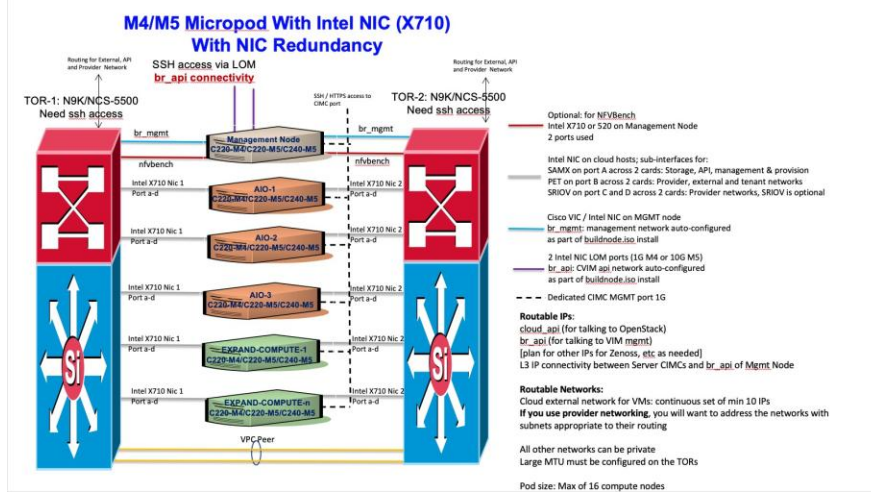 M4/M5 Micropod With Intel NIC (X710)
With NIC Redundancy
Routing for External, API
and Provider Network
SSH access via LOM
br_api connectivity
Routing for External, API
and Provider Network
TOR-1: N9K/NCS-5500
Need ssh access
SSH / HTTPS access to
CIMC port
TOR-2: N9K/NCS-5500
Need ssh access
br_mgmt
Management Node
C220-M4/C220-M5/C240-M5
br_mgmt
nfvbench
nfvbench
Intel X710 Nic 1
Port a-d
AIO-1
C220-M4/C220-M5/C240-M5
Intel X710 Nic 2
Port a-d
Intel X710 Nic 1
Port a-d
AIO-2
C220-M4/C220-M5/C240-M5
Intel X710 Nic 2
Port a-d
Intel X710 Nic 1
Port a-d
AIO-3
C220-M4/C220-M5/C240-M5
Intel X710 Nic 2
Port a-d
Intel X710 Nic 1
Port a-d
EXPAND-COMPUTE-1
C220-M4/C220-M5/C240-M5
Intel X710 Nic 2
Port a-d
Intel X710 Nic 1
Port a-d
EXPAND-COMPUTE-n
C220-M4/C220-M5/C240-M5
Intel X710 Nic 2
Port a-d
Si
Si
VPC Peer
Optional: for NFVBench
Intel X710 or 520 on Management Node
2 ports used
Intel NIC on cloud hosts; sub-interfaces for:
SAMX on port A across 2 cards: Storage, API, management & provision
PET on port B across 2 cards: Provider, external and tenant networks
SRIOV on port C and D across 2 cards: Provider networks, SRIOV is optional
Cisco VIC / Intel NIC on MGMT node
br_mgmt: management network auto-configured
as part of buildnode.iso install
2 Intel NIC LOM ports (1G M4 or 10G M5)
br_api: CVIM api network auto-configured
as part of buildnode.iso install
Dedicated CIMC MGMT port 1G
Routable IPs:
cloud_api (for talking to OpenStack)
br_api (for talking to VIM mgmt)
[plan for other IPs for Zenoss, etc as needed]
L3 IP connectivity between Server CIMCs and br_api of Mgmt Node
Routable Networks:
Cloud external network for VMs: continuous set of min 10 IPs
If you use provider networking, you will want to address the networks with
subnets appropriate to their routing
All other networks can be private
Large MTU must be configured on the TORs
Pod size: Max of 16 compute nodes